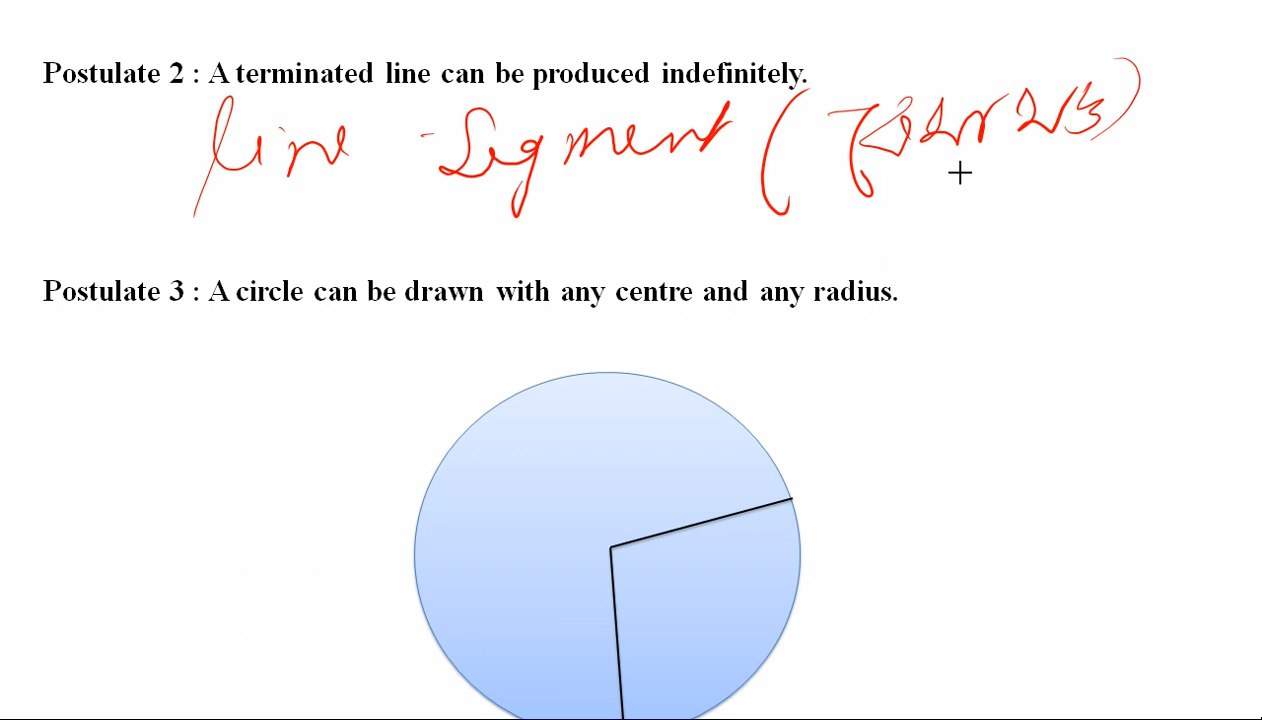 Postulate 2 : A terminated line can be produced indefinitely.
line segment
Postulate 3 : A circle can be drawn with any centre and any radius.